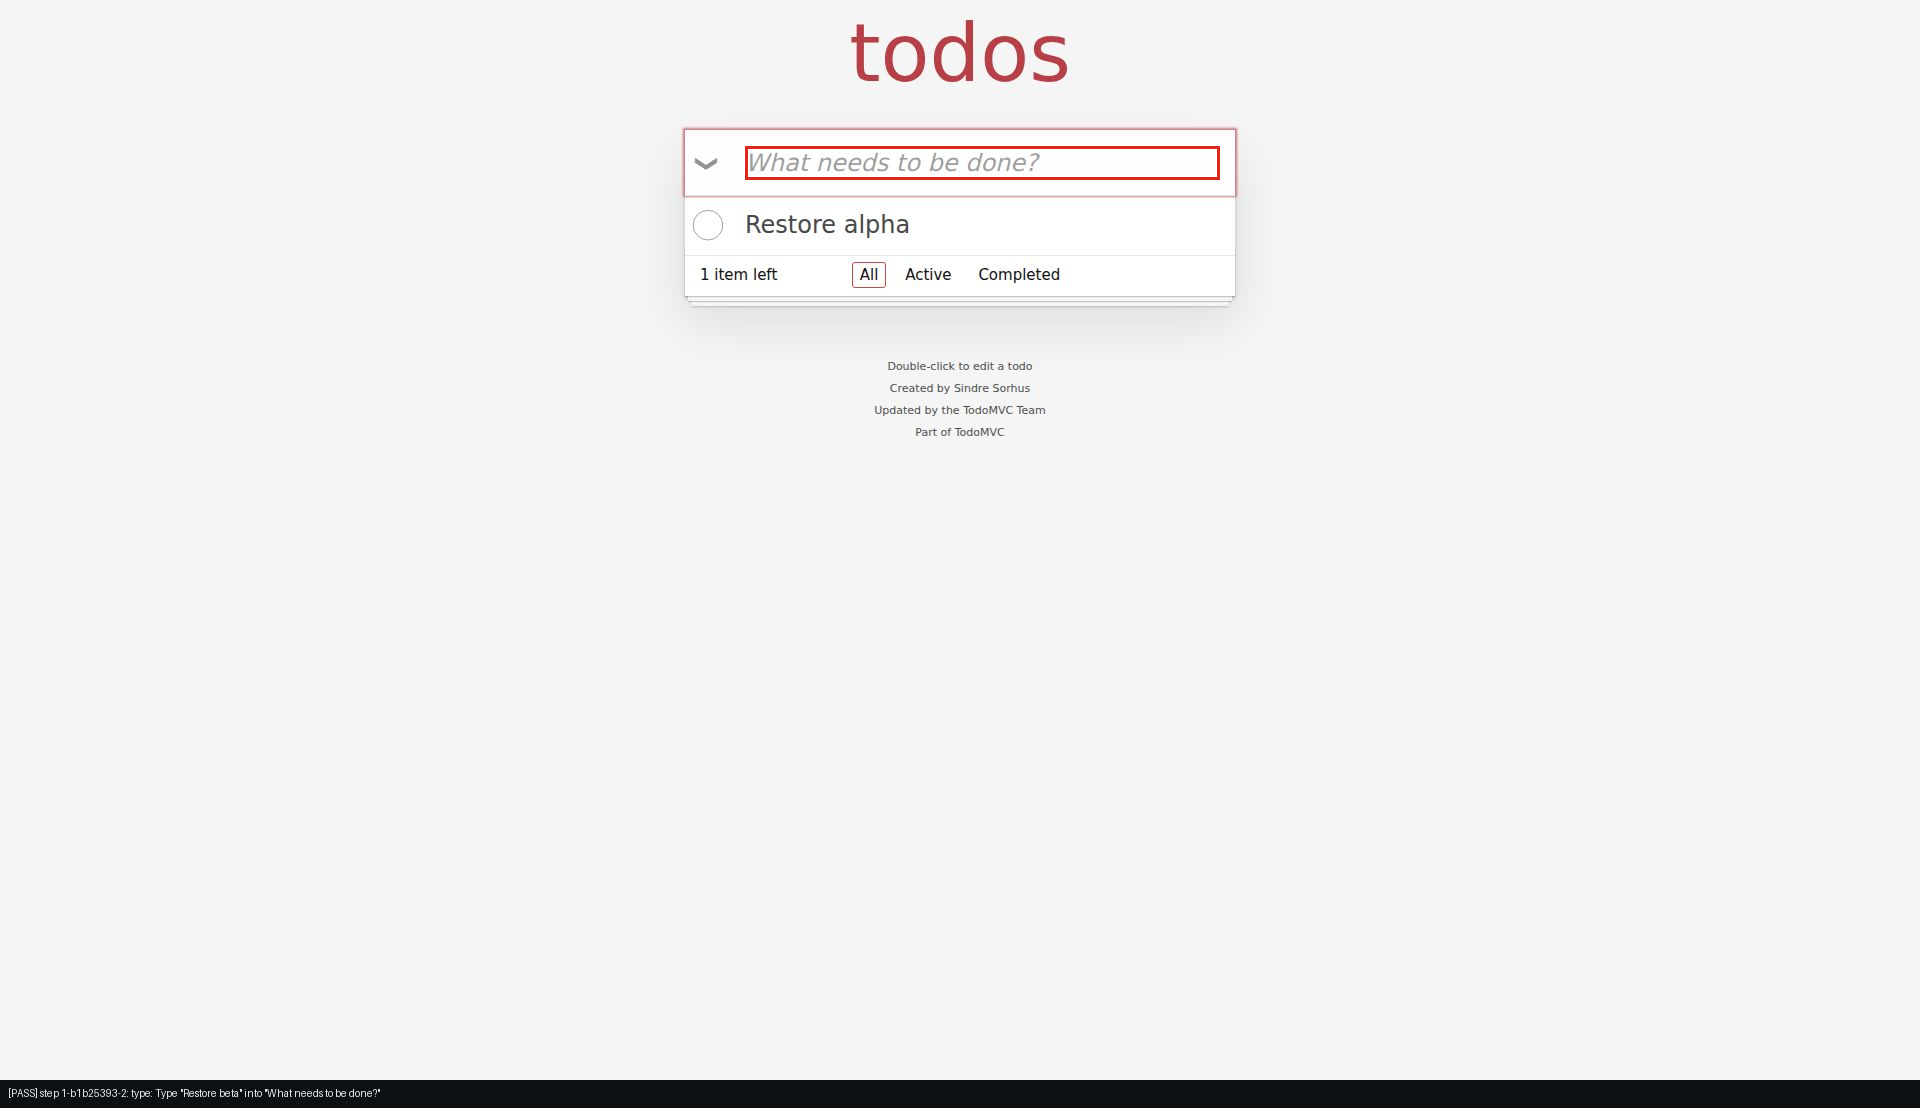 todos
What needs to be done?
Restore alpha
1 item left All Active Completed
Double-click to edit a todo
Created by Sindre Sorhus
Updated by the TodoMVC Team
Part of TodoMVC
[PASS] step 1-b1b25393-2: type: Type "Restore beta" into "What needs to be done?"